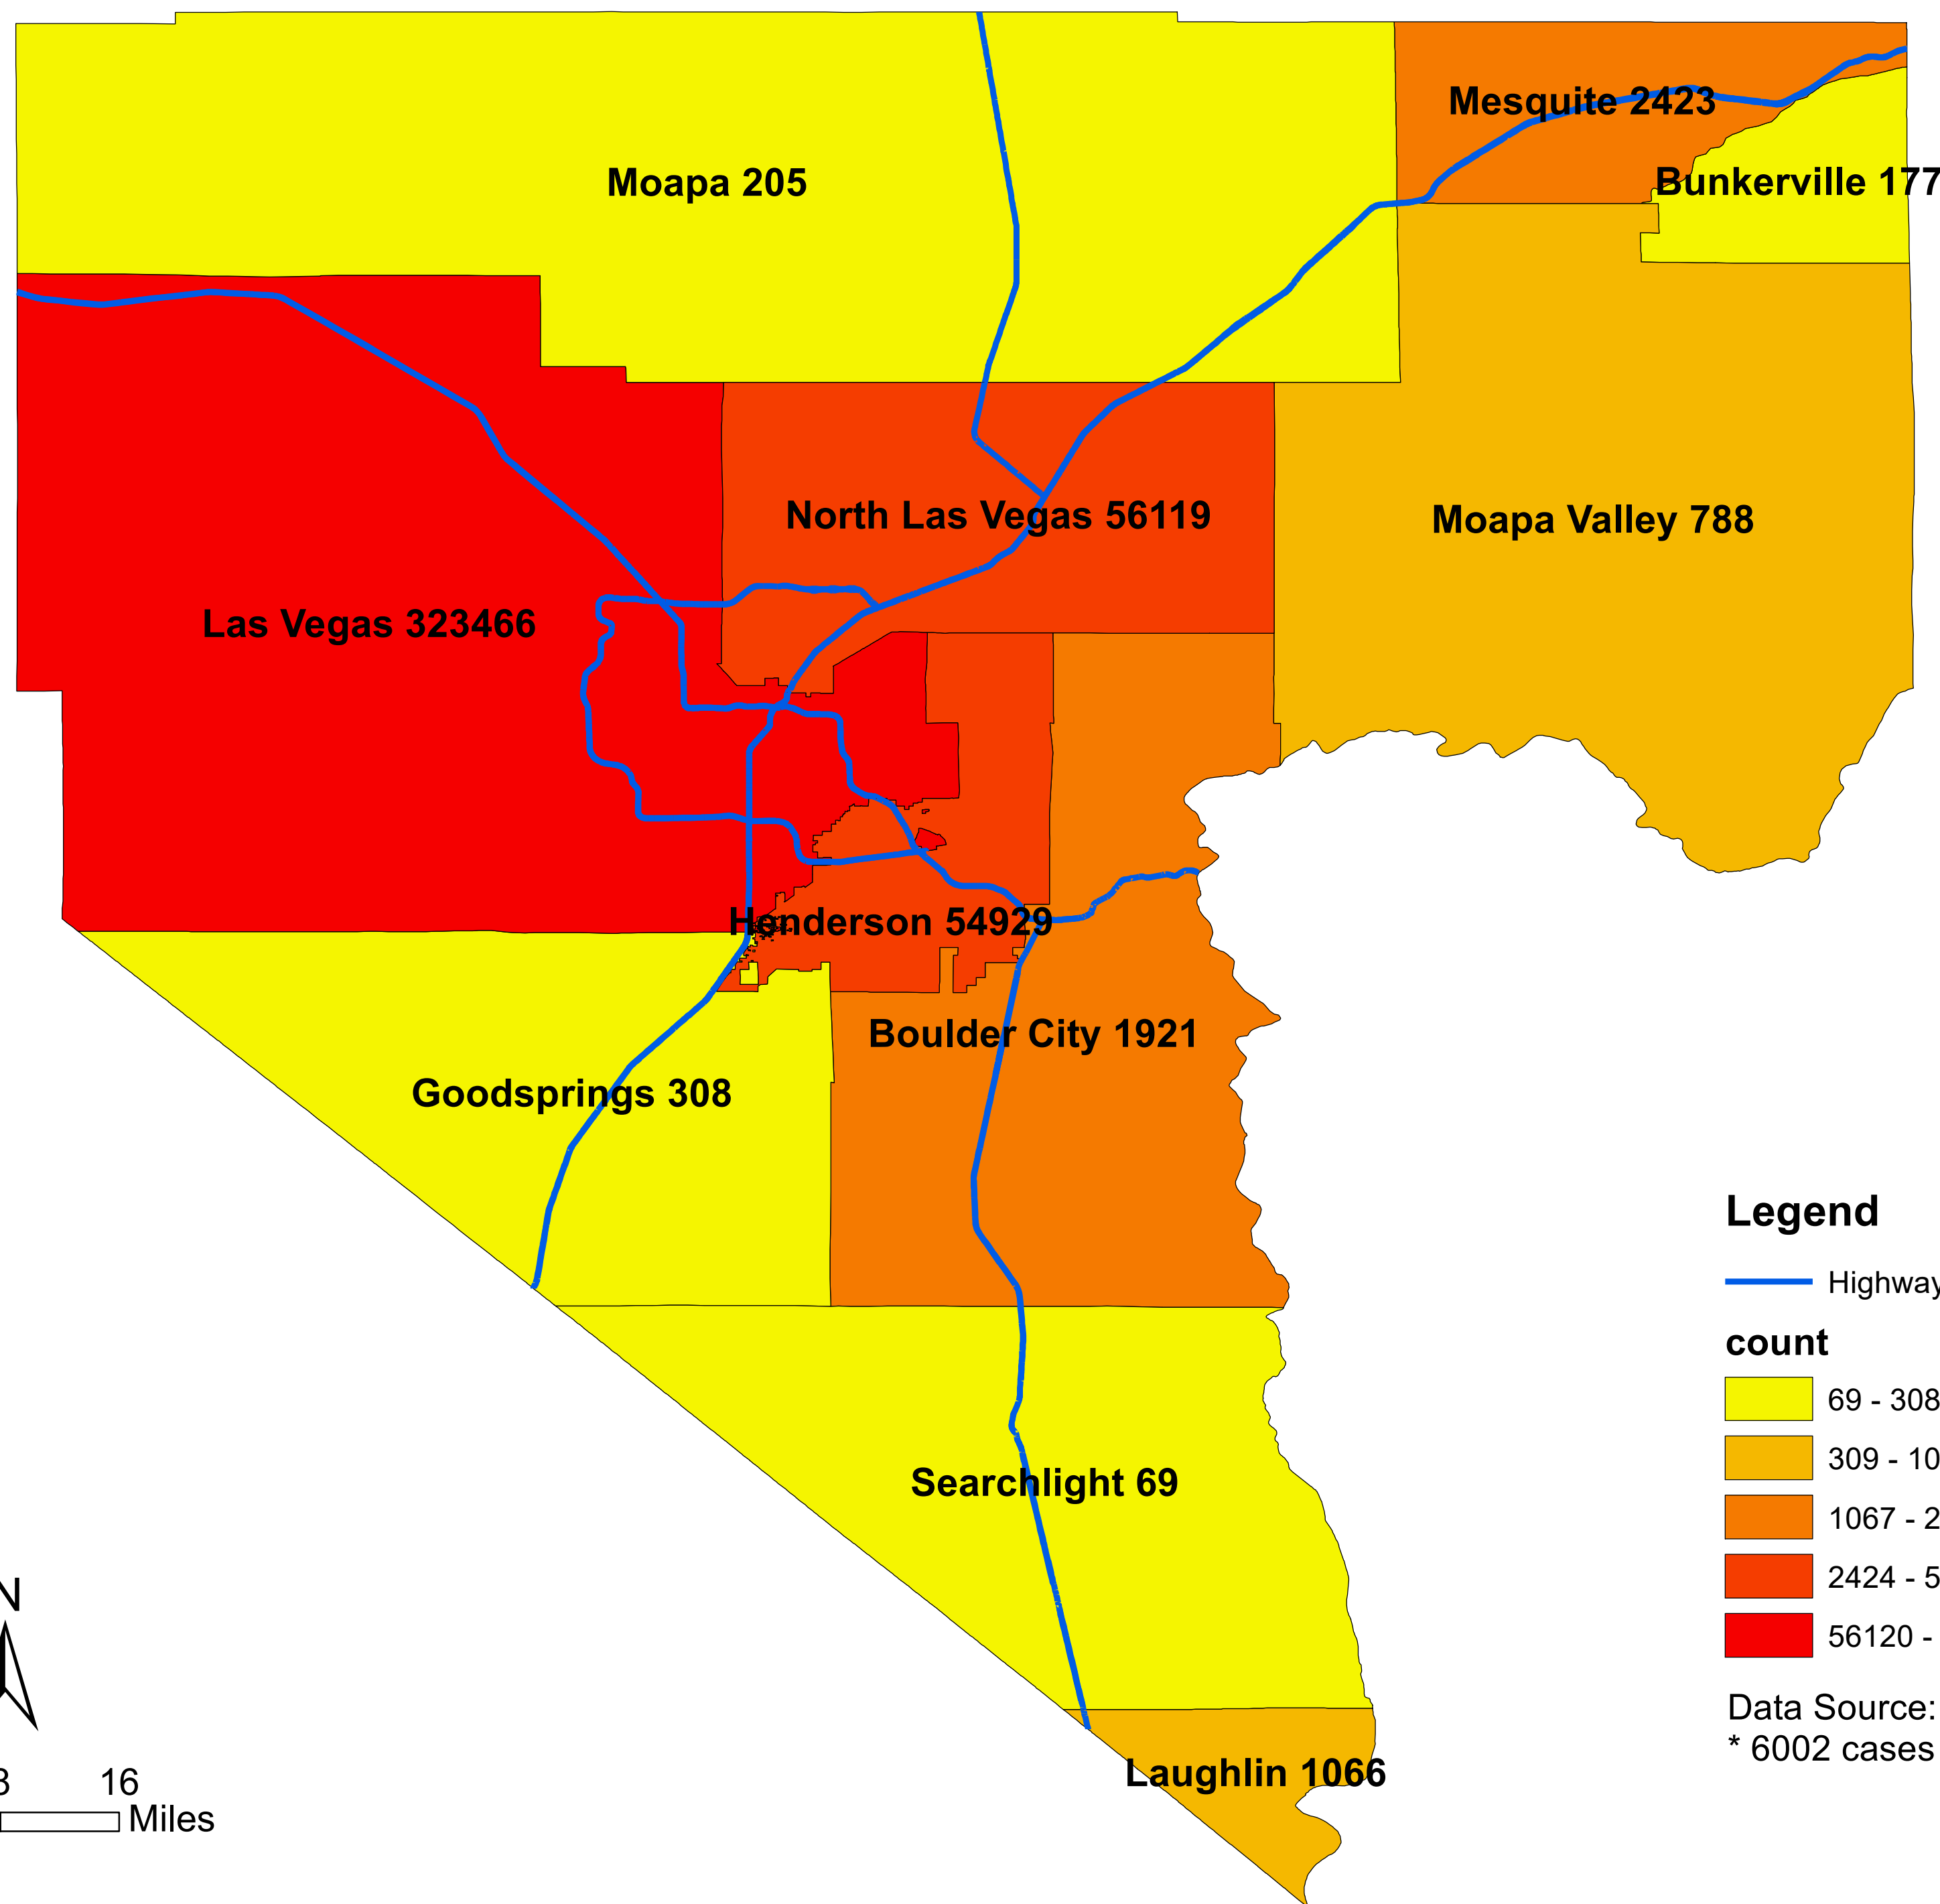 Mesquite 2423
Moapa 205
Bunkerville 177
North Las Vegas 56119
Moapa Valley 788
Las Vegas 323466
Henderson 54929
Boulder City 1921
Goodsprings 308
Searchlight 69
Laughlin 1066
Legend
Highway
count
69 - 308
309 - 10
1067 - 2
2424 - 5
56120 -
Data Source:
* 6002 cases
N
16
Miles